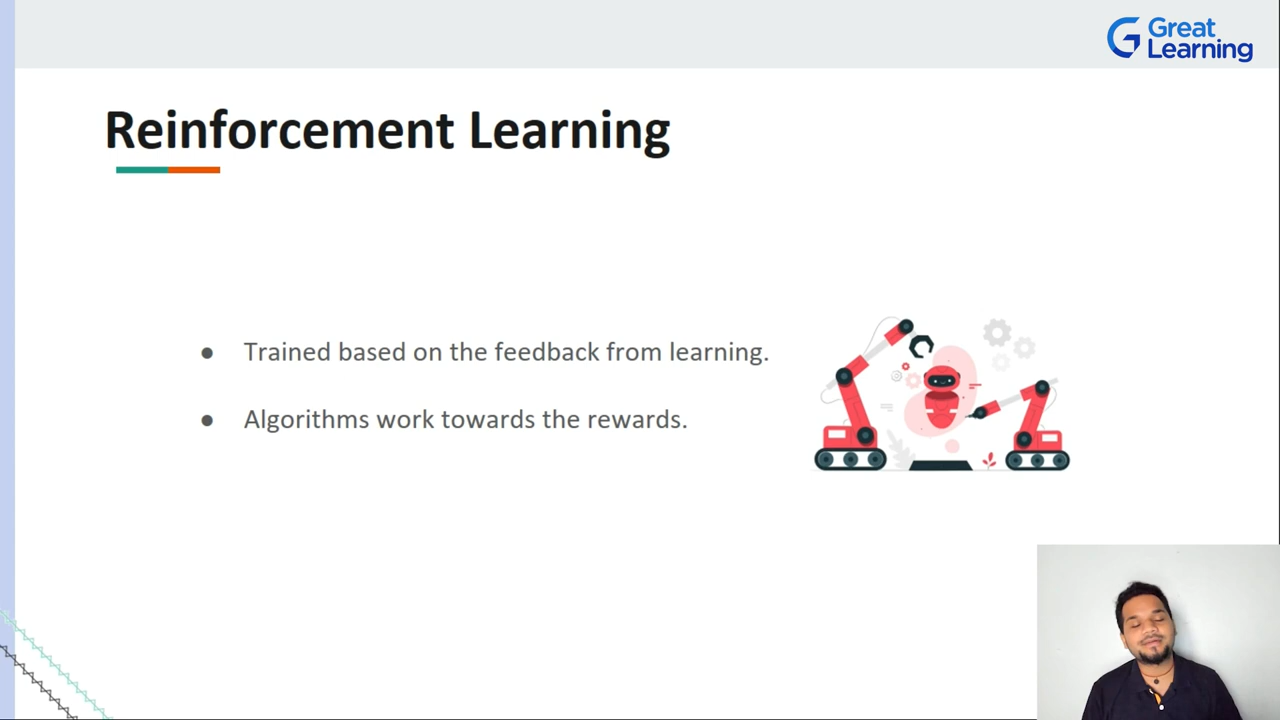 Great
Learning
Reinforcement Learning
● Trained based on the feedback from learning.
● Algorithms work towards the rewards.